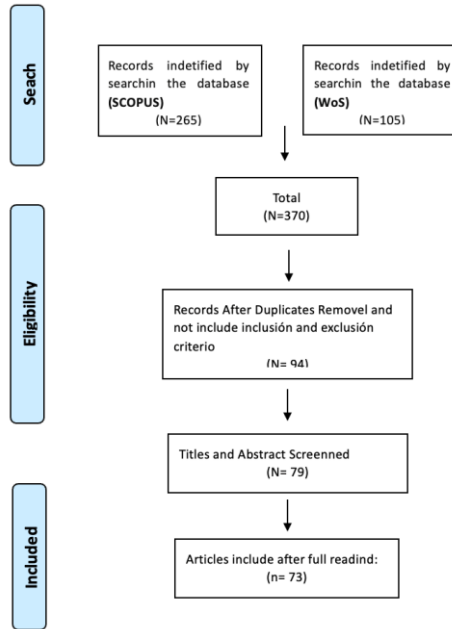 Seach
Records indetified by
searchin the database
(SCOPUS)
(N=265)
Records indetified by
searchin the database
(WoS)
(N=105)
Total
(N=370)
Eligibility
Records After Duplicates Removel and
not include inclusión and exclusión
criterio
(N= 94)
Titles and Abstract Screenned
(N= 79)
Included
Articles include after full readind:
(n= 73)